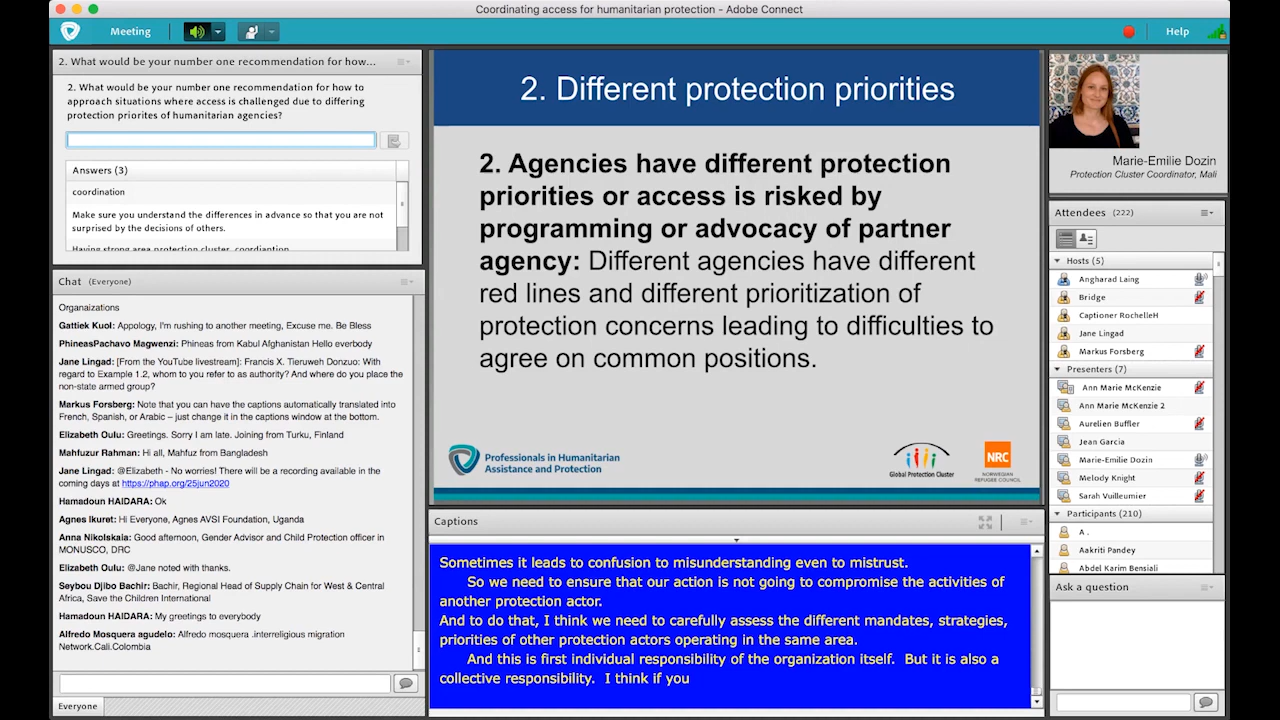 Coordinating access for humanitarian protection - Adobe Connect
Meeting
Help
2. What would be your number one recommendation for how...
2. What would be your number one recommendation for how to
approach situations where access is challenged due to differing
protection priorites of humanitarian agencies?
Answers (3)
coordination
Make sure you understand the differences in advance so that you are not
surprised by the decisions of others.
Having strong area protection cluster coordiantion
Chat (Everyone)
Organaizations
Gattiek Kuol: Appology, I'm rushing to another meeting, Excuse me. Be Bless
PhineasPachavo Magwenzi: Phineas from Kabul Afghanistan Hello everbody
Jane Lingad: [From the YouTube livestream]: Francis X. Tieruweh Donzuo: With
regard to Example 1.2, whom to you refer to as authority? And where do you place the
non-state armed group?
Markus Forsberg: Note that you can have the captions automatically translated into
French, Spanish, or Arabic – just change it in the captions window at the bottom.
Elizabeth Oulu: Greetings. Sorry I am late. Joining from Turku, Finland
Mahfuzur Rahman: Hi all, Mahfuz from Bangladesh
Jane Lingad: @Elizabeth - No worries! There will be a recording available in the
coming days at https://phap.org/25jun2020
Hamadoun HAIDARA: Ok
Agnes Ikuret: Hi Everyone, Agnes AVSI Foundation, Uganda
Anna Nikolskaia: Good afternoon, Gender Advisor and Child Protection officer in
MONUSCO, DRC
Elizabeth Oulu: @Jane noted with thanks.
Seybou Djibo Bachir: Bachir, Regional Head of Supply Chain for West & Central
Africa, Save the Children International
Hamadoun HAIDARA: My greetings to everybody
Alfredo Mosquera agudelo: Alfredo mosquera .interreligious migration
Network.Cali.Colombia
Everyone
2. Different protection priorities
2. Agencies have different protection
priorities or access is risked by
programming or advocacy of partner
agency: Different agencies have different
red lines and different prioritization of
protection concerns leading to difficulties to
agree on common positions.
Professionals in Humanitarian
Assistance and Protection
Global Protection Cluster
NRC
NORWEGIAN
REFUGEE COUNCIL
Captions
Sometimes it leads to confusion to misunderstanding even to mistrust.
So we need to ensure that our action is not going to compromise the activities of
another protection actor.
And to do that, I think we need to carefully assess the different mandates, strategies,
priorities of other protection actors operating in the same area.
And this is first individual responsibility of the organization itself. But it is also a
collective responsibility. I think if you
Marie-Emilie Dozin
Protection Cluster Coordinator, Mali
Attendees (222)
Hosts (5)
Angharad Laing
Bridge
Captioner RochelleH
Jane Lingad
Markus Forsberg
Presenters (7)
Ann Marie McKenzie
Ann Marie McKenzie 2
Aurelien Buffler
Jean Garcia
Marie-Emilie Dozin
Melody Knight
Sarah Vuilleumier
Participants (210)
A .
Aakriti Pandey
Abdel Karim Bensiali
Ask a question